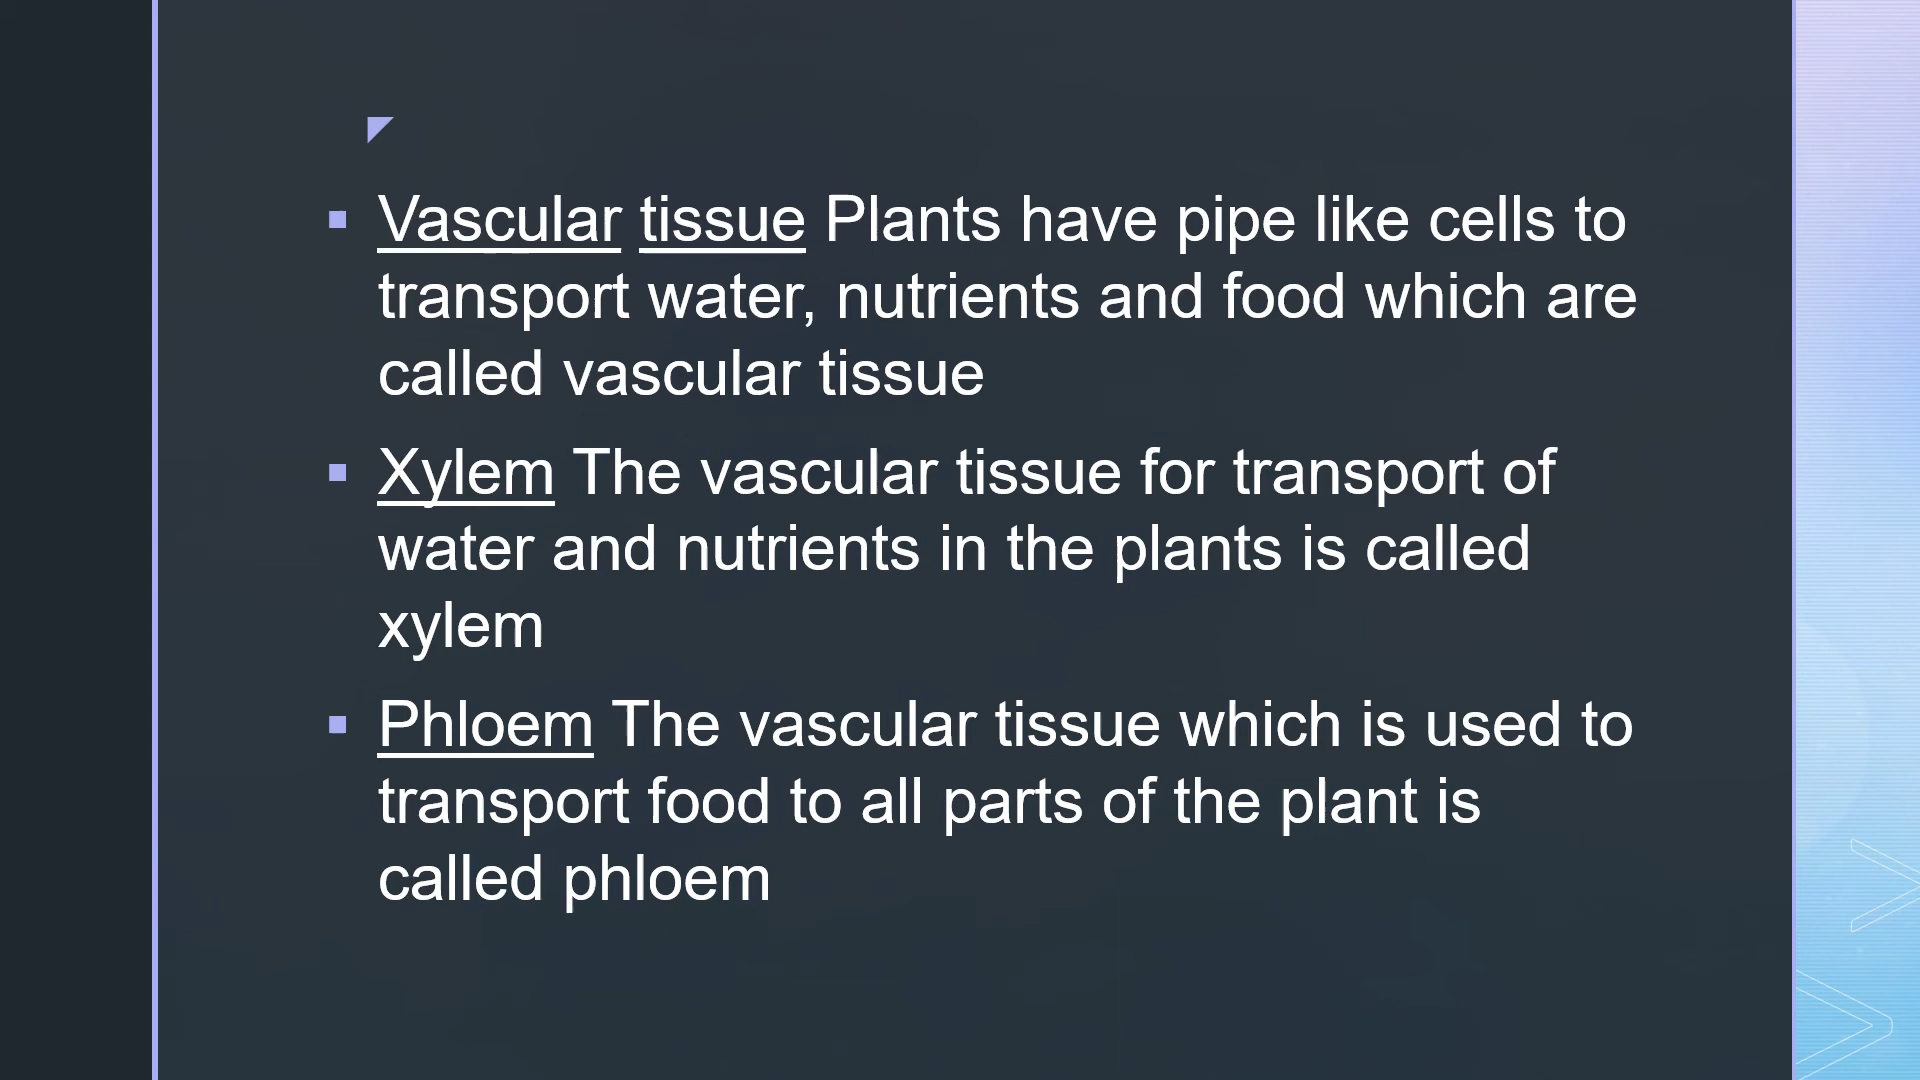 Vascular tissue Plants have pipe like cells to
transport water, nutrients and food which are
called vascular tissue
Xylem The vascular tissue for transport of
water and nutrients in the plants is called
xylem
Phloem The vascular tissue which is used to
transport food to all parts of the plant is
called phloem